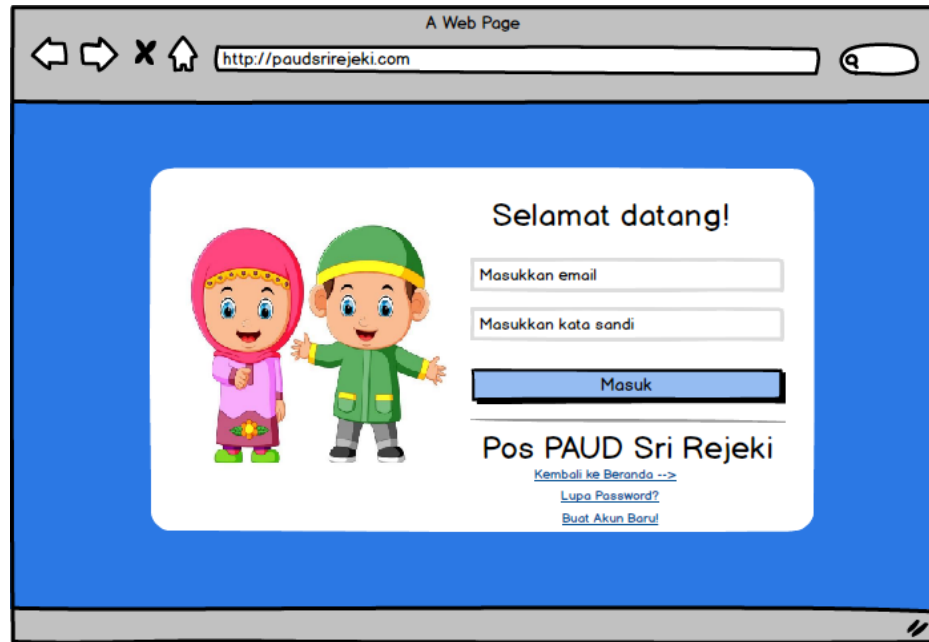 A Web Page
http://paudsrirejeki.com
Selamat datang!
Masukkan email
Masukkan kata sandi
Masuk
Pos PAUD Sri Rejeki
Kembali ke Beranda -->
Lupa Password?
Buat Akun Baru!